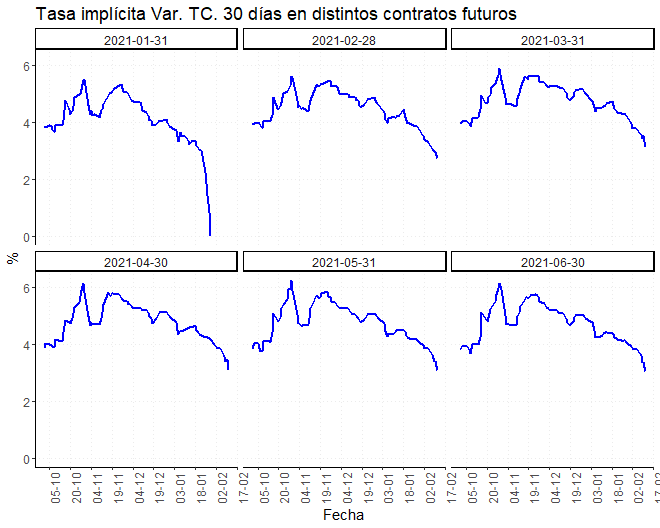 Tasa implícita Var. TC. 30 días en distintos contratos futuros
2021-01-31 2021-02-28 2021-03-31
6
4
2
0
2021-04-30 2021-05-31 2021-06-30
6
4
2
0
%
05-10 20-10 04-11 19-11 04-12 19-12 03-01 18-01 02-02 17-02 05-10 20-10 04-11 19-11 04-12 19-12 03-01 18-01 02-02 17-02 05-10 20-10 04-11 19-11 04-12 19-12 03-01 18-01 02-02 17-02
Fecha